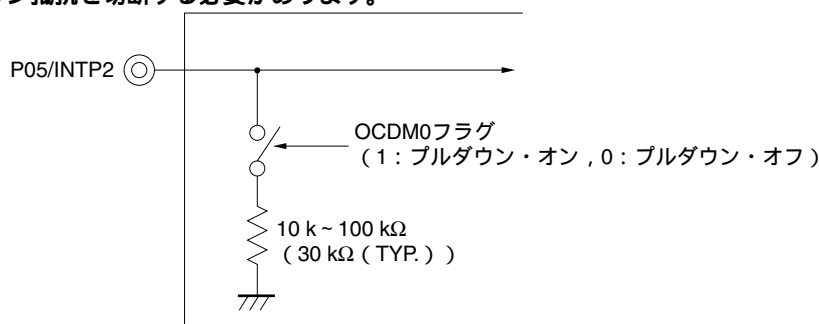 を切断する必要があります。
P05/INTP2
OCDM0フラグ
（1：プルダウン・オン，0：プルダウン・オフ）
10 k ~ 100 kΩ
（30 kΩ（TYP.））